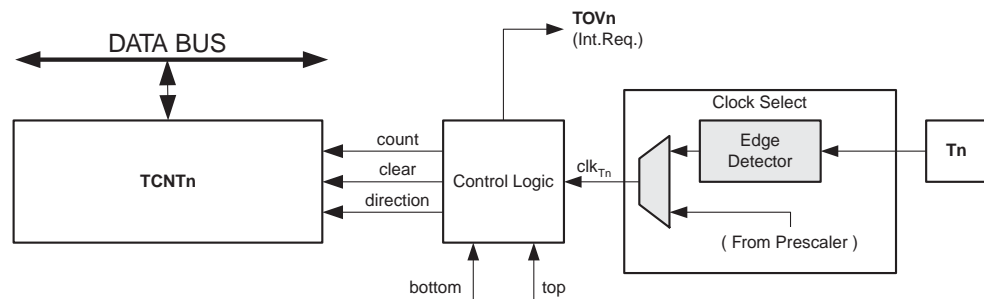 TOVn
(Int.Req.)
DATA BUS
Clock Select
Edge
Detector
Tn
count
clear
direction
TCNTn
Control Logic
clkTn
( From Prescaler )
bottom
top